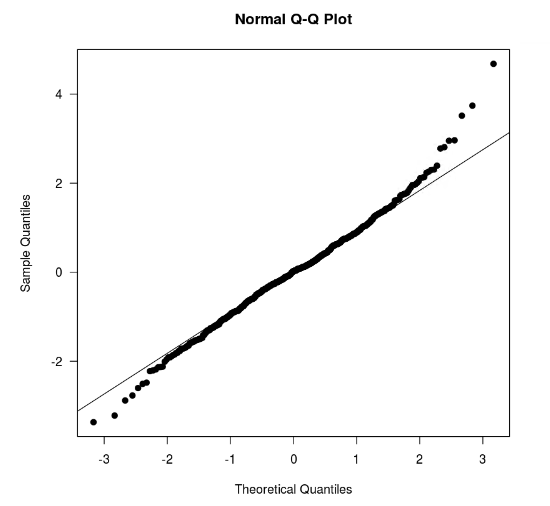 Normal Q-Q Plot
Sample Quantiles
4
2
0
-2
-3 -2 -1 0 1 2 3
Theoretical Quantiles